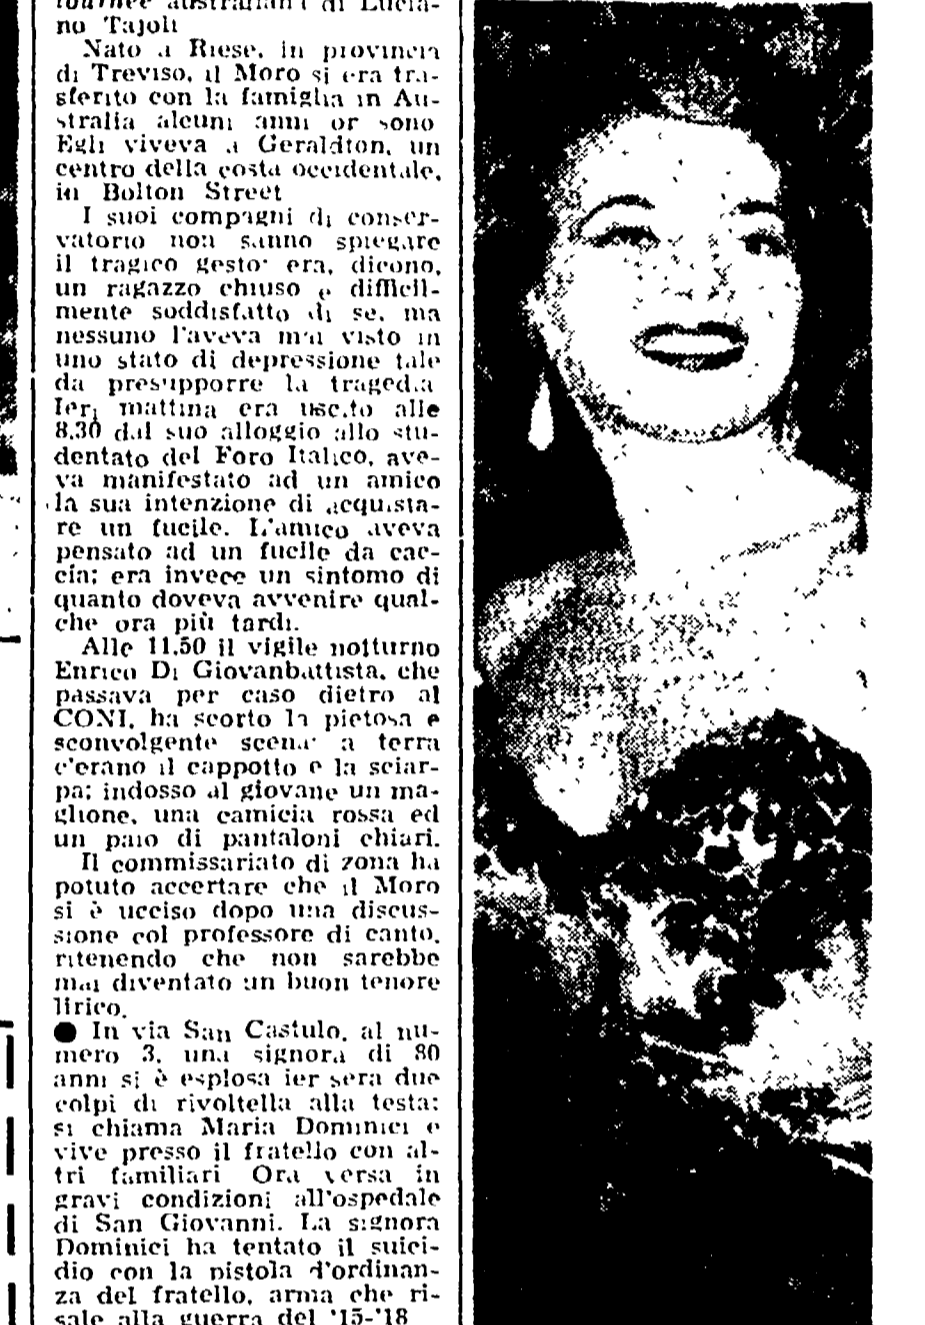 tournée australiana di Lucia-
no Tajoli
Nato a Riese, in provincia
di Treviso, il Moro si era tra-
sferito con la famiglia in Au-
stralia alcuni anni or sono
Egli viveva a Geraldton, un
centro della costa occidentale,
in Bolton Street
I suoi compagni di conser-
vatorio non sanno spiegare
il tragico gesto: era, dicono,
un ragazzo chiuso e difficil-
mente soddisfatto di se, ma
nessuno l'aveva mai visto in
uno stato di depressione tale
da presupporre la tragedia
Ieri mattina era uscito alle
8.30 dal suo alloggio allo stu-
dentato del Foro Italico, ave-
va manifestato ad un amico
la sua intenzione di acquista-
re un fucile. L'amico aveva
pensato ad un fucile da cac-
cia; era invece un sintomo di
quanto doveva avvenire qual-
che ora più tardi.
Alle 11.50 il vigile notturno
Enrico Di Giovanbattista, che
passava per caso dietro al
CONI, ha scorto la pietosa e
sconvolgente scena: a terra
c'erano il cappotto e la sciar-
pa; indosso al giovane un ma-
glione, una camicia rossa ed
un paio di pantaloni chiari.
Il commissariato di zona ha
potuto accertare che il Moro
si è ucciso dopo una discus-
sione col professore di canto,
ritenendo che non sarebbe
mai diventato un buon tenore
lirico.
● In via San Castulo, al nu-
mero 3, una signora di 80
anni si è esplosa ier sera due
colpi di rivoltella alla testa:
si chiama Maria Dominici e
vive presso il fratello con al-
tri familiari Ora versa in
gravi condizioni all'ospedale
di San Giovanni. La signora
Dominici ha tentato il suici-
dio con la pistola d'ordinan-
za del fratello, arma che ri-
sale alla guerra del '15-'18